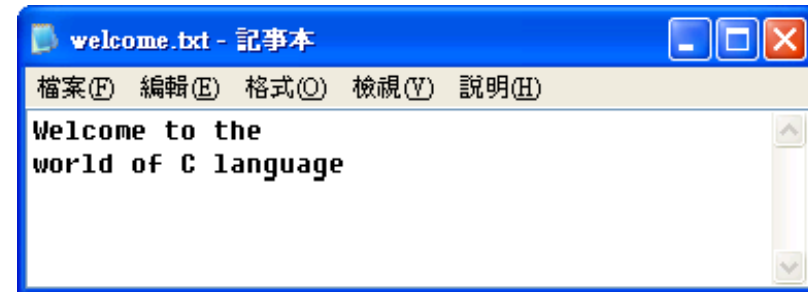 welcome.txt - 記事本
檔案(F) 編輯(E) 格式(O) 檢視(V) 說明(H)
Welcome to the
world of C language